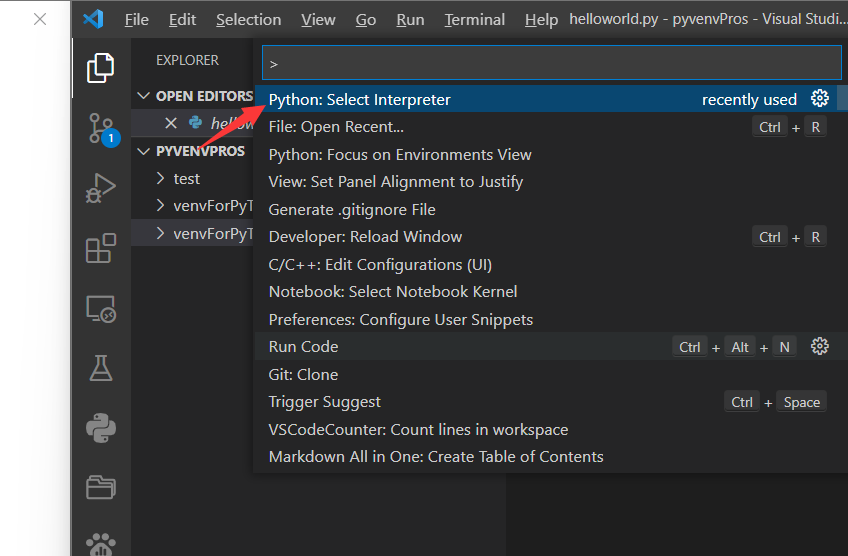 File Edit Selection View Go Run Terminal Help helloworld.py - pyvenvPros - Visual Studi...
EXPLORER
OPEN EDITORS
hellow
1
PYVENVPROS
test
venvForPyT
venvForPyT
>
Python: Select Interpreter recently used
File: Open Recent... Ctrl + R
Python: Focus on Environments View
View: Set Panel Alignment to Justify
Generate .gitignore File
Developer: Reload Window Ctrl + R
C/C++: Edit Configurations (UI)
Notebook: Select Notebook Kernel
Preferences: Configure User Snippets
Run Code Ctrl + Alt + N
Git: Clone
Trigger Suggest Ctrl + Space
VSCodeCounter: Count lines in workspace
Markdown All in One: Create Table of Contents